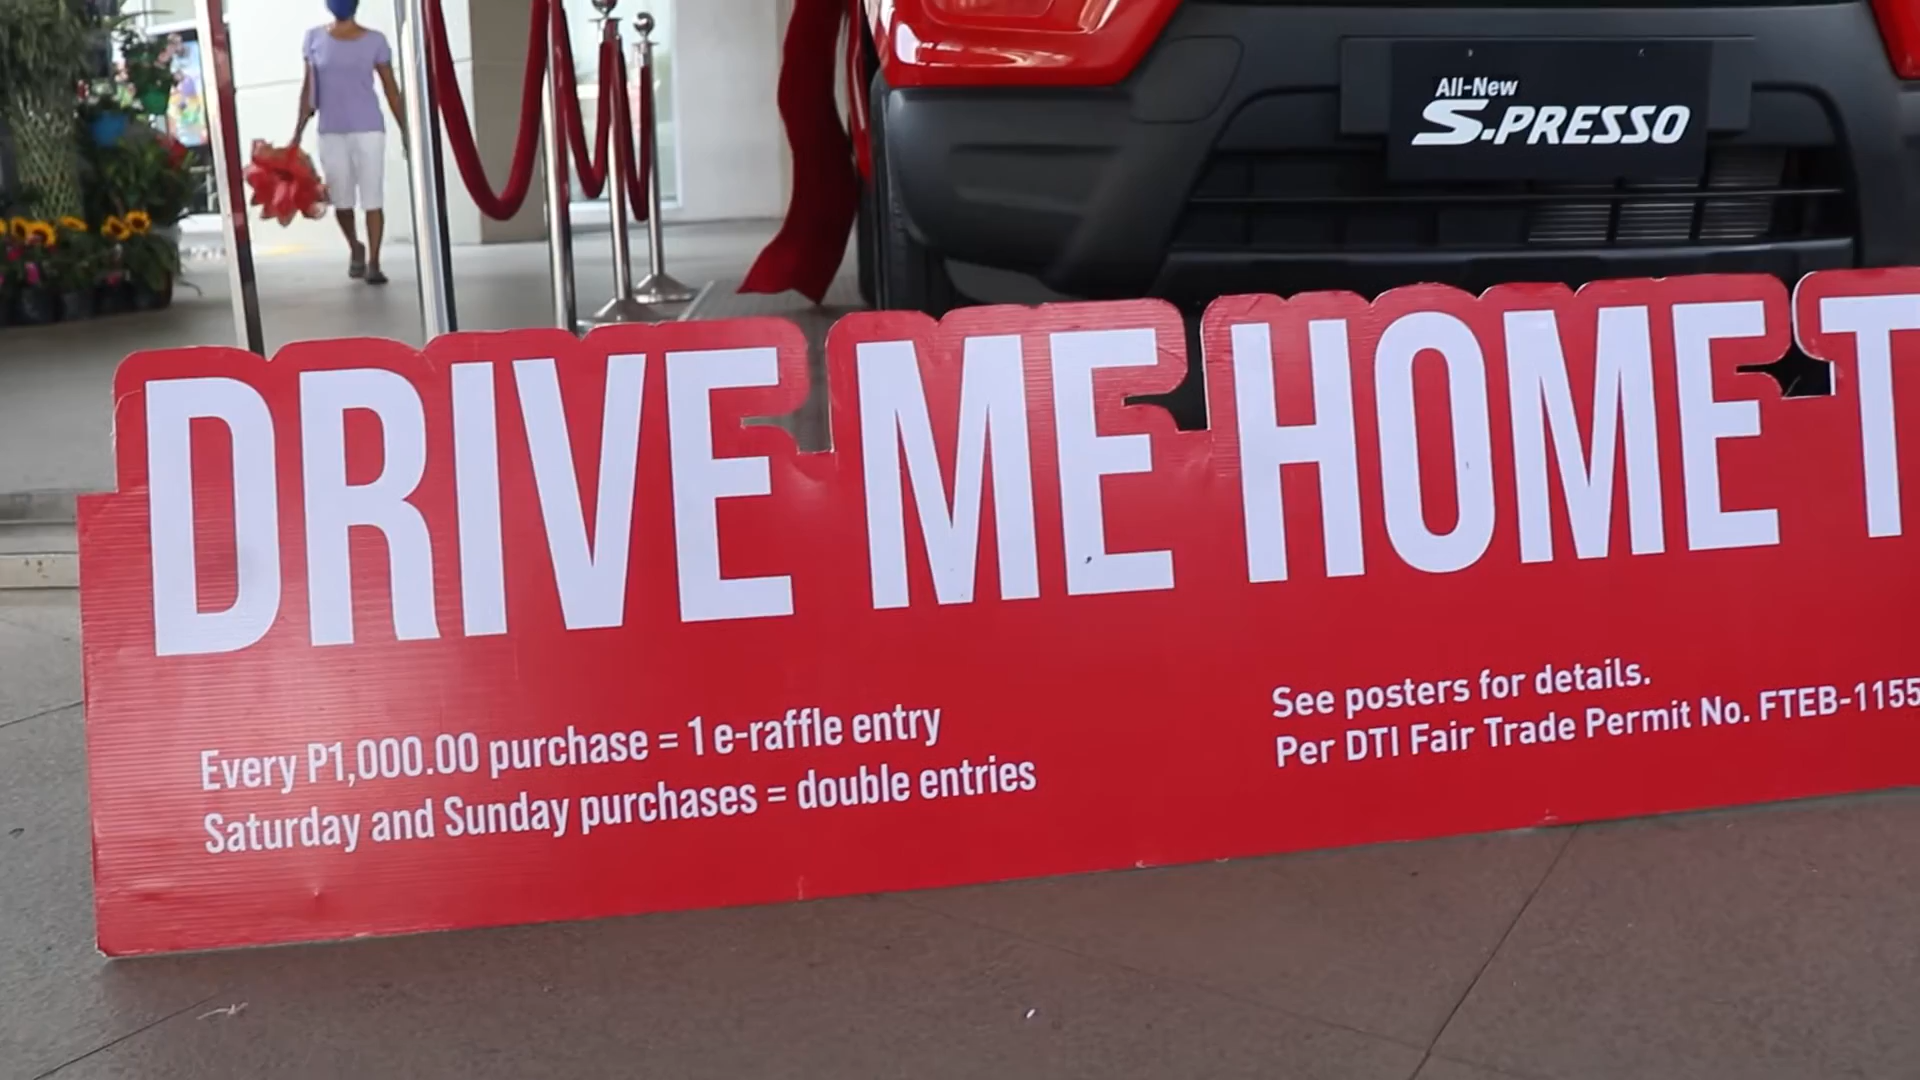 All-New
S-PRESSO
DRIVE ME HOME T
Every P1,000.00 purchase = 1 e-raffle entry
Saturday and Sunday purchases = double entries
See posters for details.
Per DTI Fair Trade Permit No. FTEB-1155